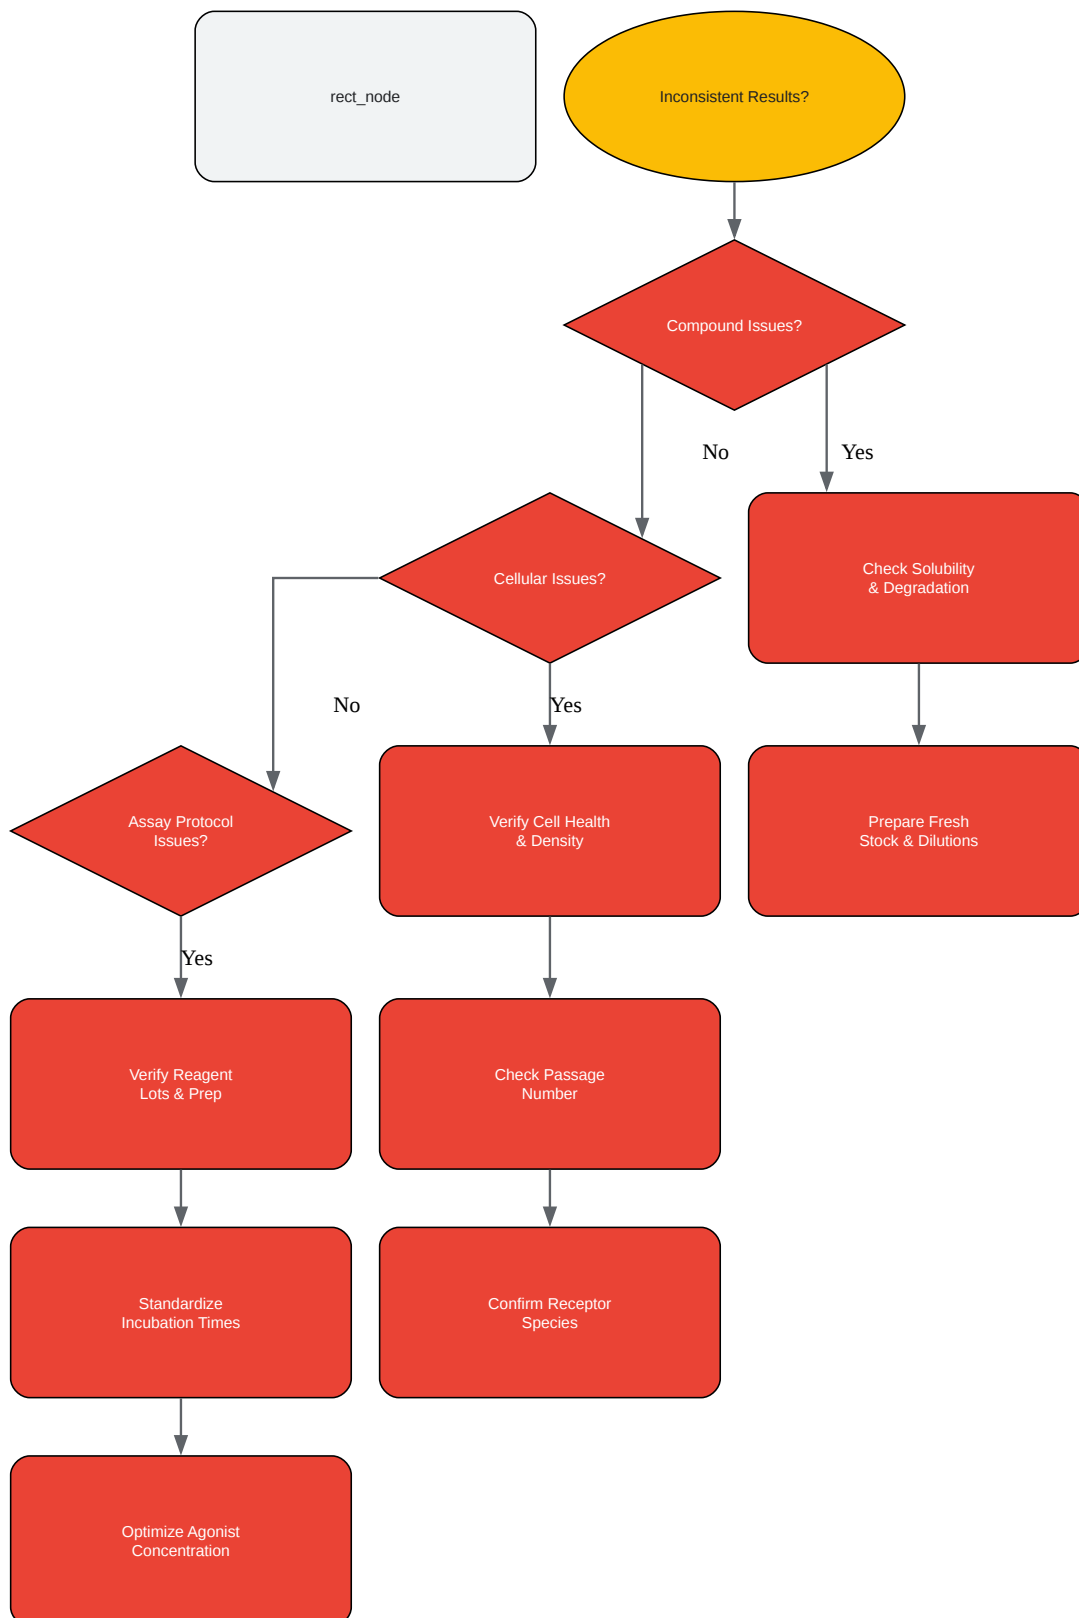 rect_node
Inconsistent Results?
Compound Issues?
No
Yes
Cellular Issues?
Check Solubility
& Degradation
No
Yes
Assay Protocol
Issues?
Verify Cell Health
& Density
Prepare Fresh
Stock & Dilutions
Yes
Verify Reagent
Lots & Prep
Check Passage
Number
Standardize
Incubation Times
Confirm Receptor
Species
Optimize Agonist
Concentration